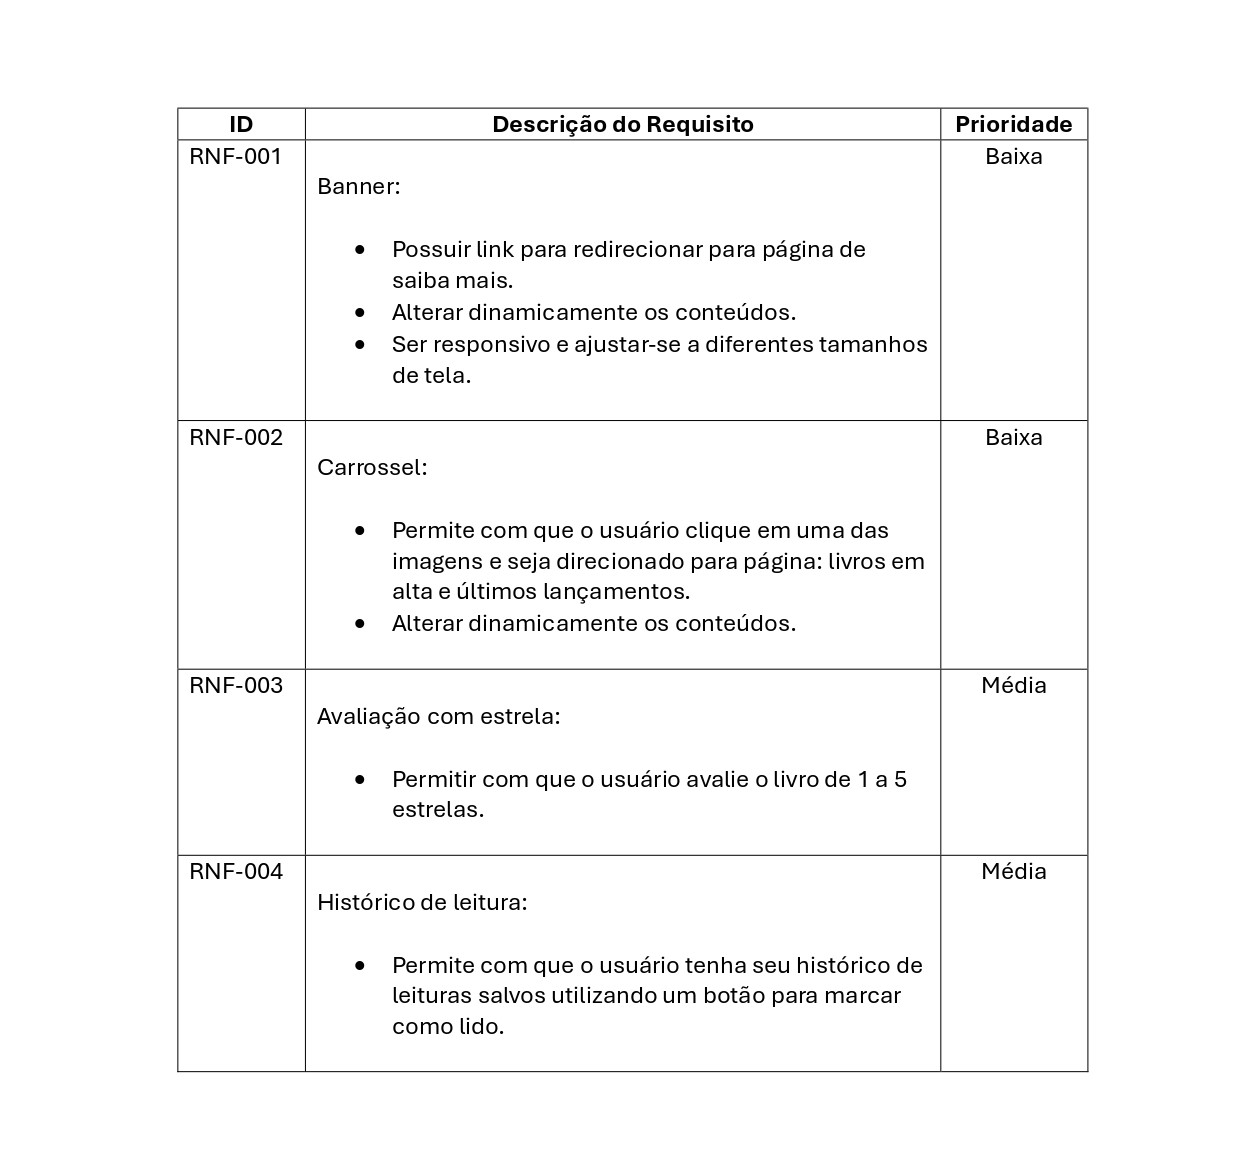 ID Descrição do Requisito Prioridade
RNF-001 Baixa
Banner:
• Possuir link para redirecionar para página de
saiba mais.
• Alterar dinamicamente os conteúdos.
• Ser responsivo e ajustar-se a diferentes tamanhos
de tela.
RNF-002 Baixa
Carrossel:
• Permite com que o usuário clique em uma das
imagens e seja direcionado para página: livros em
alta e últimos lançamentos.
• Alterar dinamicamente os conteúdos.
RNF-003 Média
Avaliação com estrela:
• Permitir com que o usuário avalie o livro de 1 a 5
estrelas.
RNF-004 Média
Histórico de leitura:
• Permite com que o usuário tenha seu histórico de
leituras salvos utilizando um botão para marcar
como lido.